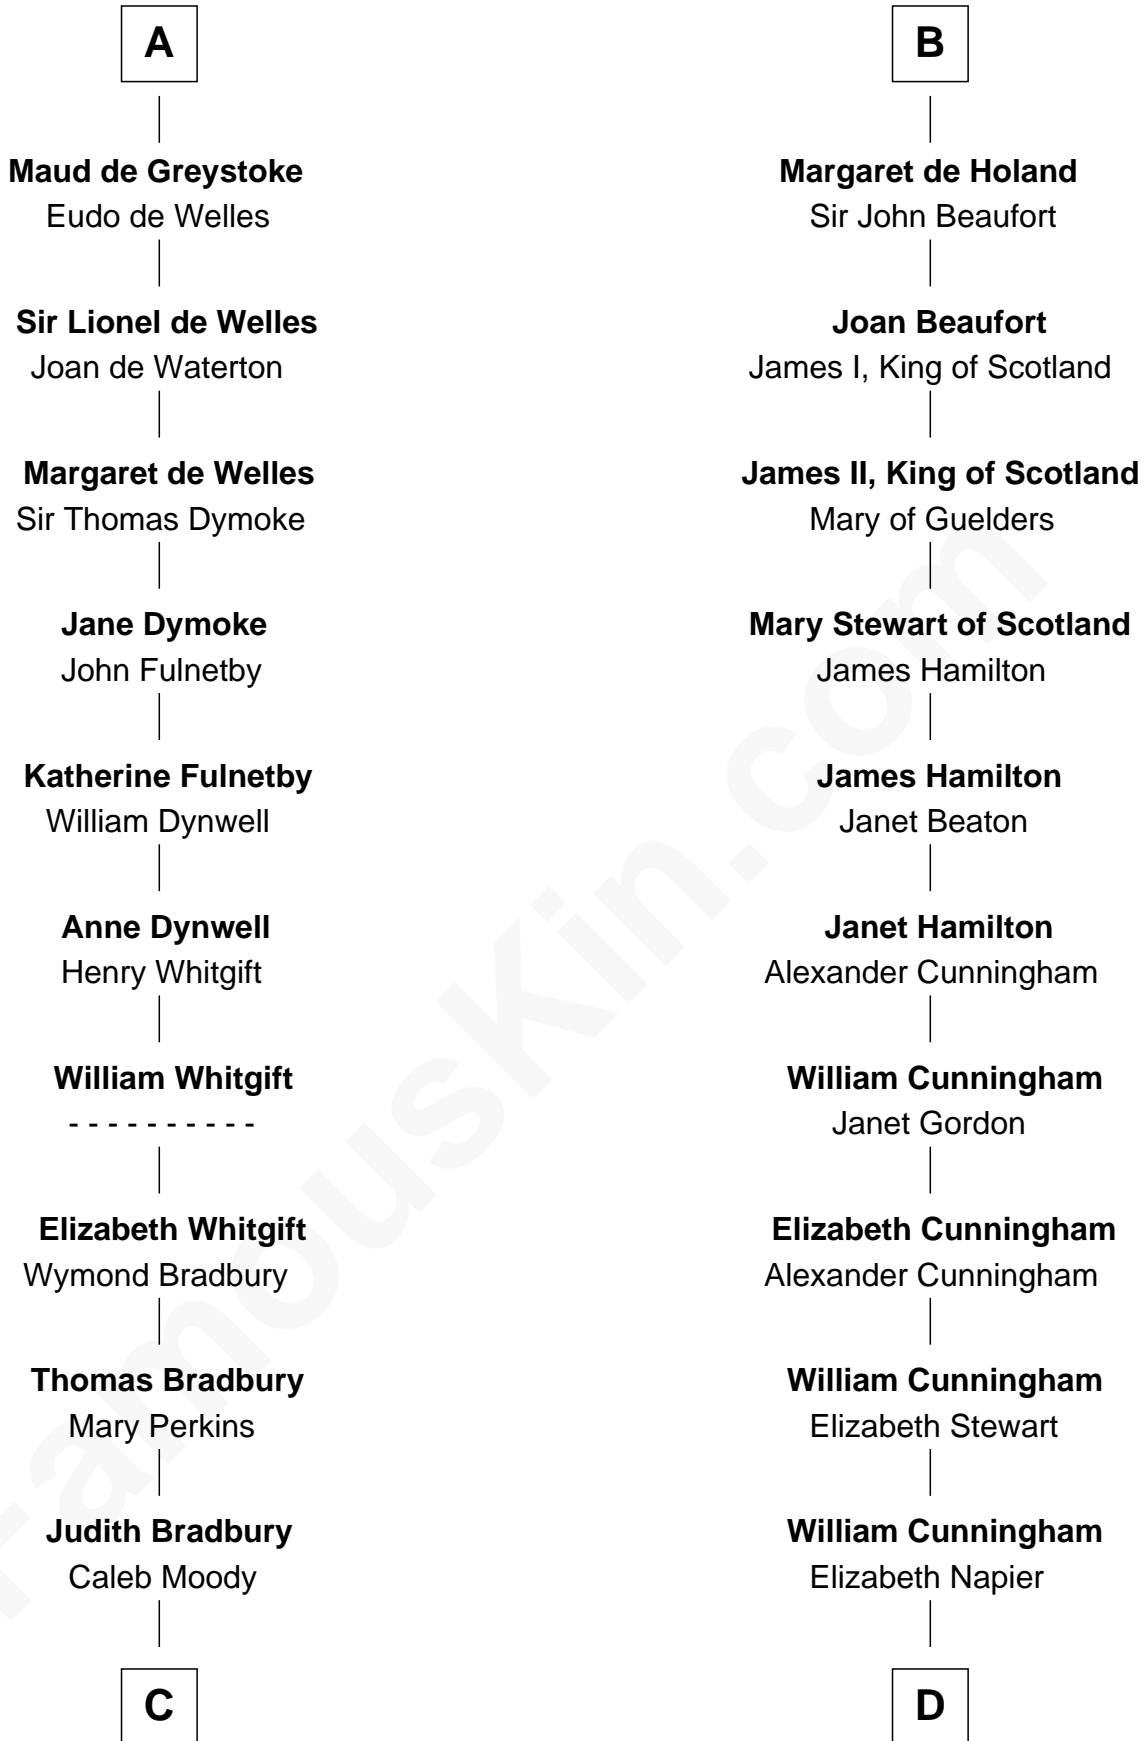 A
Maud de Greystoke
Eudo de Welles
Sir Lionel de Welles
Joan de Waterton
Margaret de Welles
Sir Thomas Dymoke
Jane Dymoke
John Fulnetby
Katherine Fulnetby
William Dynwell
Anne Dynwell
Henry Whitgift
William Whitgift
- - - - - - - - - -
Elizabeth Whitgift
Wymond Bradbury
Thomas Bradbury
Mary Perkins
Judith Bradbury
Caleb Moody
C
B
Margaret de Holand
Sir John Beaufort
Joan Beaufort
James I, King of Scotland
James II, King of Scotland
Mary of Guelders
Mary Stewart of Scotland
James Hamilton
James Hamilton
Janet Beaton
Janet Hamilton
Alexander Cunningham
William Cunningham
Janet Gordon
Elizabeth Cunningham
Alexander Cunningham
William Cunningham
Elizabeth Stewart
William Cunningham
Elizabeth Napier
D
FamousKin.com